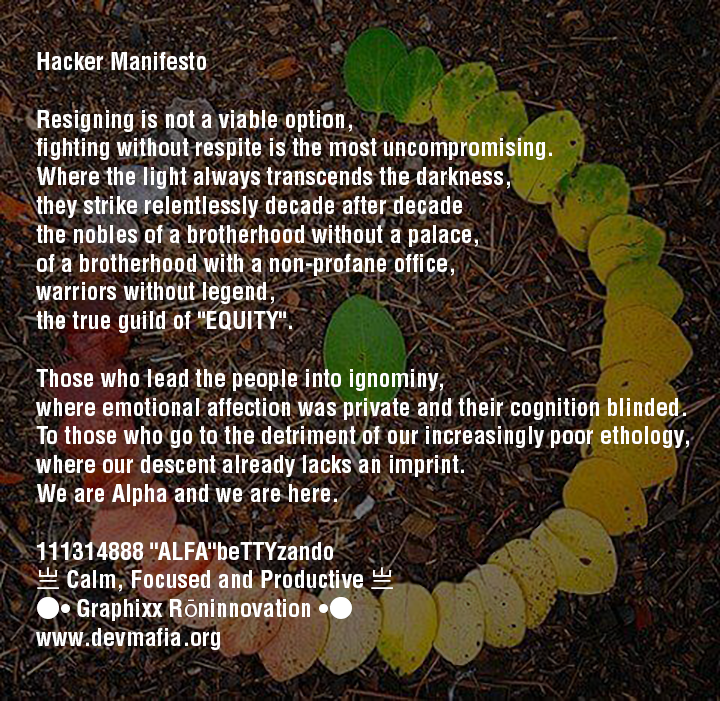 Hacker Manifesto
Resigning is not a viable option,
fighting without respite is the most uncompromising.
Where the light always transcends the darkness,
they strike relentlessly decade after decade
the nobles of a brotherhood without a palace,
of a brotherhood with a non-profane office,
warriors without legend,
the true guild of "EQUITY".
Those who lead the people into ignominy,
where emotional affection was private and their cognition blinded.
To those who go to the detriment of our increasingly poor ethology,
where our descent already lacks an imprint.
We are Alpha and we are here.
111314888 "ALFA"beTTYzando
亗 Calm, Focused and Productive 亗
●• Graphixx Rōninnovation •●
www.devmafia.org